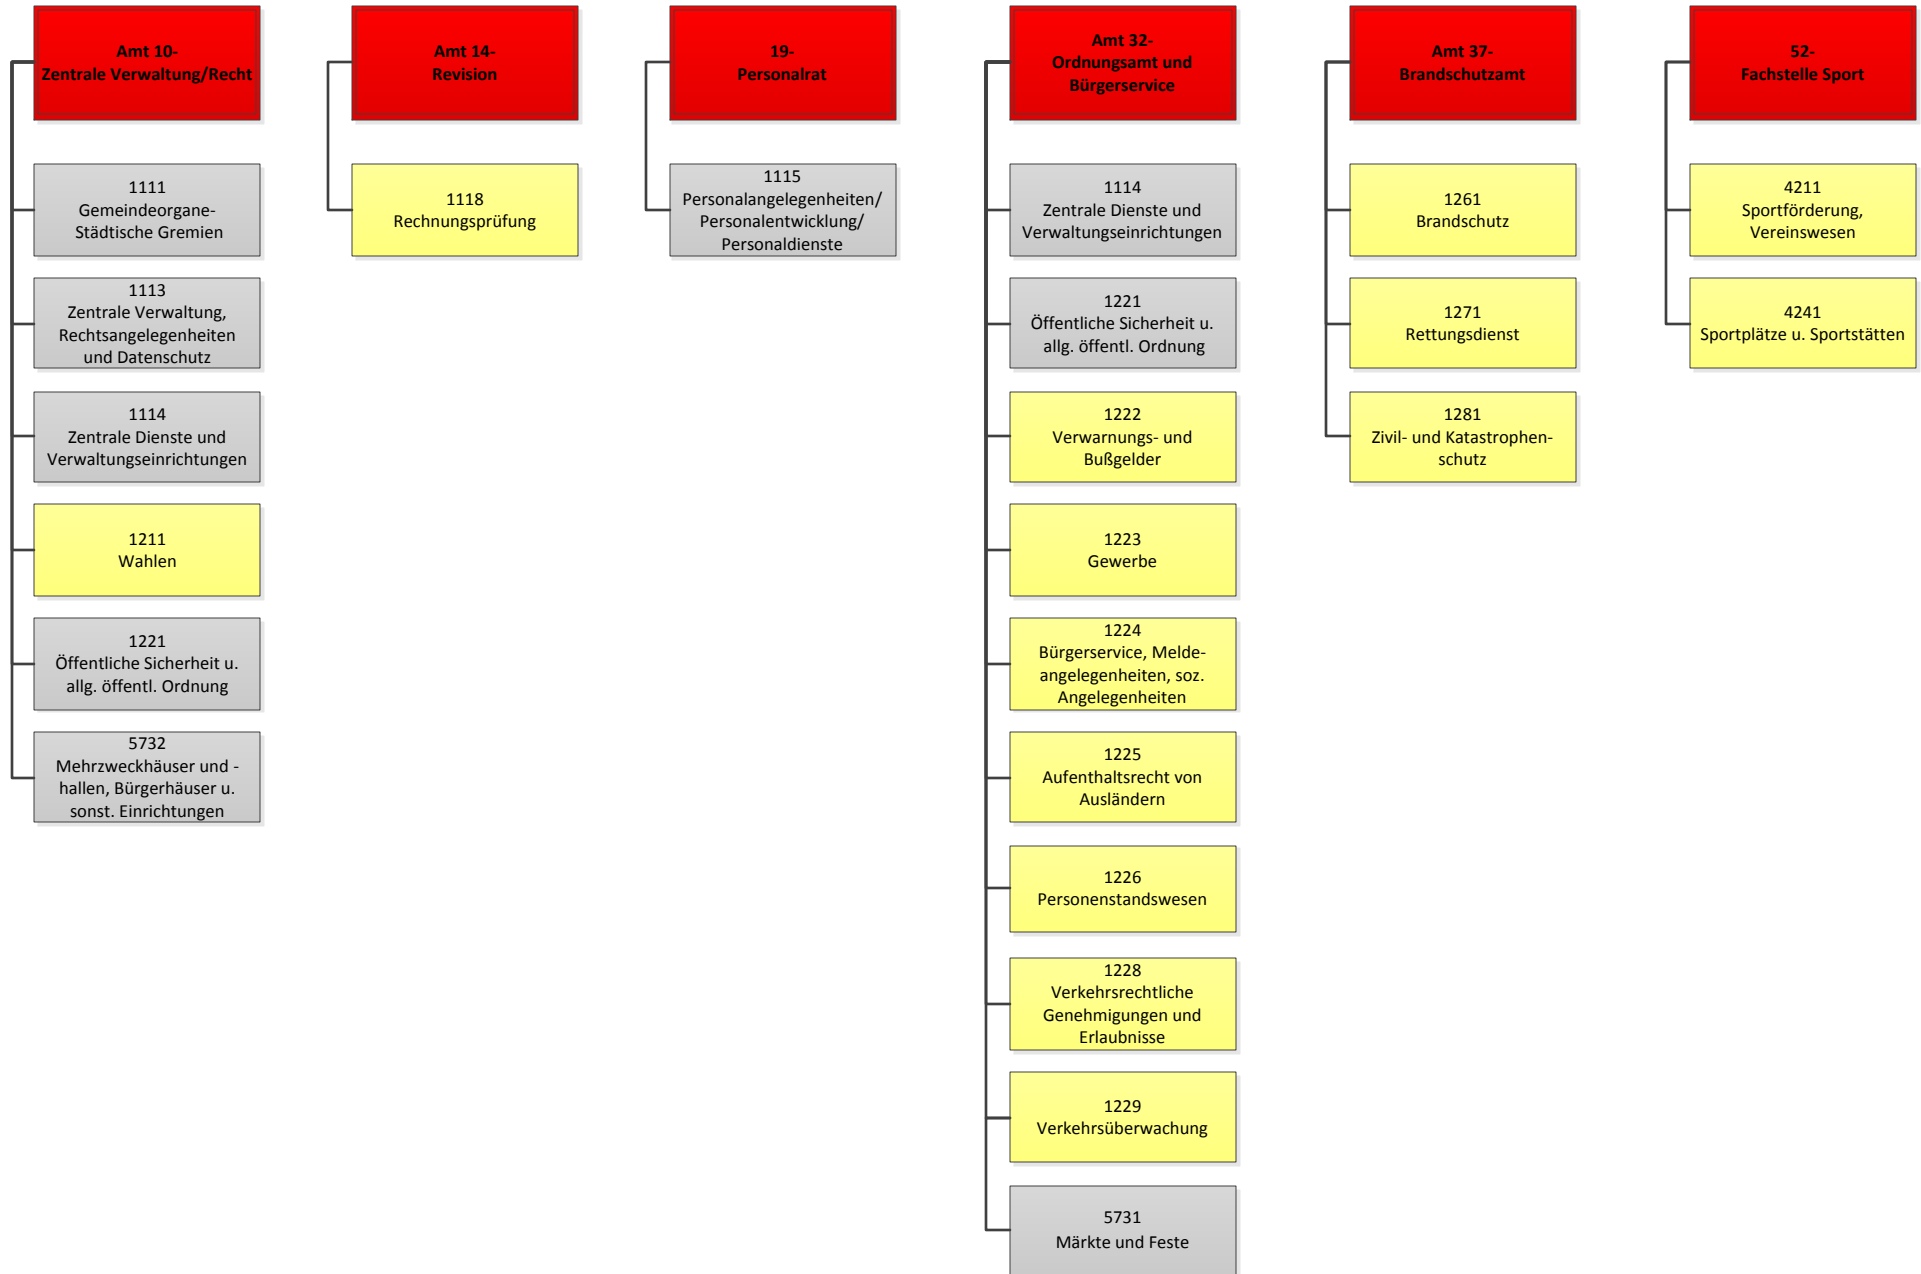 Amt 10-
Zentrale Verwaltung/Recht
1111
Gemeindeorgane-
Städtische Gremien
1113
Zentrale Verwaltung,
Rechtsangelegenheiten
und Datenschutz
1114
Zentrale Dienste und
Verwaltungseinrichtungen
1211
Wahlen
1221
Öffentliche Sicherheit u.
allg. öffentl. Ordnung
5732
Mehrzweckhäuser und -
hallen, Bürgerhäuser u.
sonst. Einrichtungen
Amt 14-
Revision
1118
Rechnungsprüfung
19-
Personalrat
1115
Personalangelegenheiten/
Personalentwicklung/
Personaldienste
Amt 32-
Ordnungsamt und
Bürgerservice
1114
Zentrale Dienste und
Verwaltungseinrichtungen
1221
Öffentliche Sicherheit u.
allg. öffentl. Ordnung
1222
Verwarnungs- und
Bußgelder
1223
Gewerbe
1224
Bürgerservice, Melde-
angelegenheiten, soz.
Angelegenheiten
1225
Aufenthaltsrecht von
Ausländern
1226
Personenstandswesen
1228
Verkehrsrechtliche
Genehmigungen und
Erlaubnisse
1229
Verkehrsüberwachung
5731
Märkte und Feste
Amt 37-
Brandschutzamt
1261
Brandschutz
1271
Rettungsdienst
1281
Zivil- und Katastrophen-
schutz
52-
Fachstelle Sport
4211
Sportförderung,
Vereinswesen
4241
Sportplätze u. Sportstätten